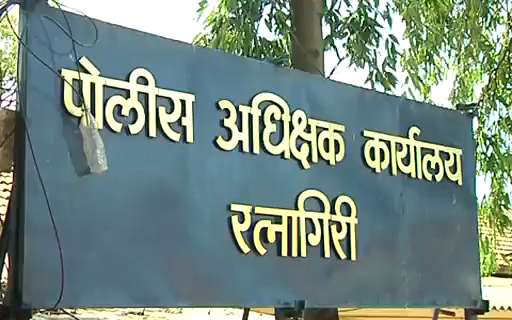 पोलीस अधिक्षक कार्यालय
रत्नागिरी